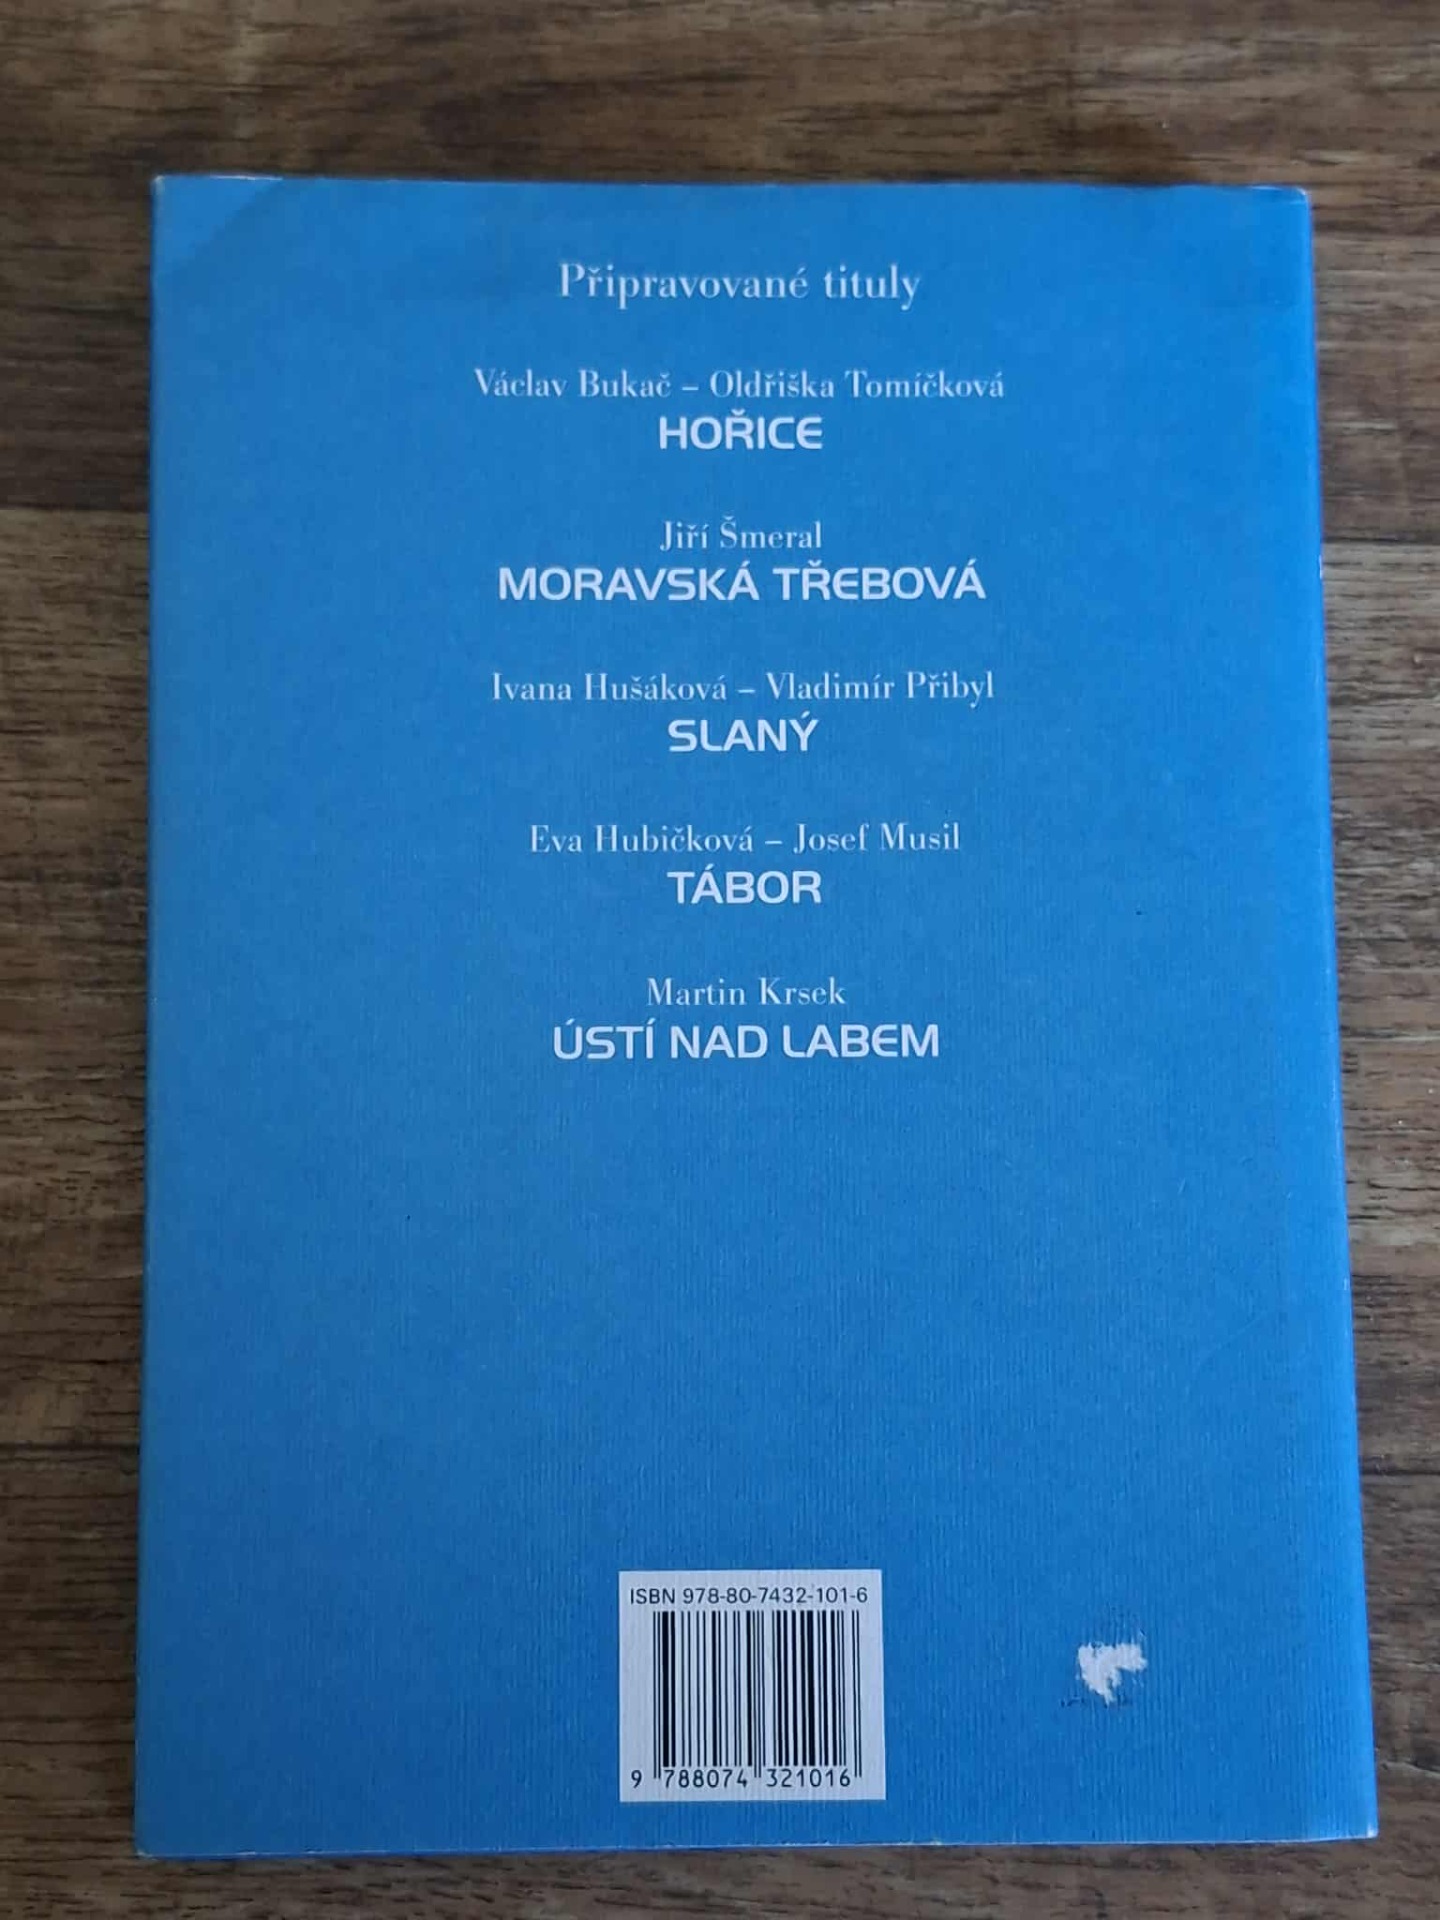 Připravované tituly
Václav Bukač – Oldřiška Tomíčková
HOŘICE
Jiří Šmeral
MORAVSKÁ TŘEBOVÁ
Ivana Hušáková – Vladimír Přibyl
SLANÝ
Eva Hubičková – Josef Musil
TÁBOR
Martin Krsek
ÚSTÍ NAD LABEM
ISBN 978-80-7432-101-6
9 788074 321016